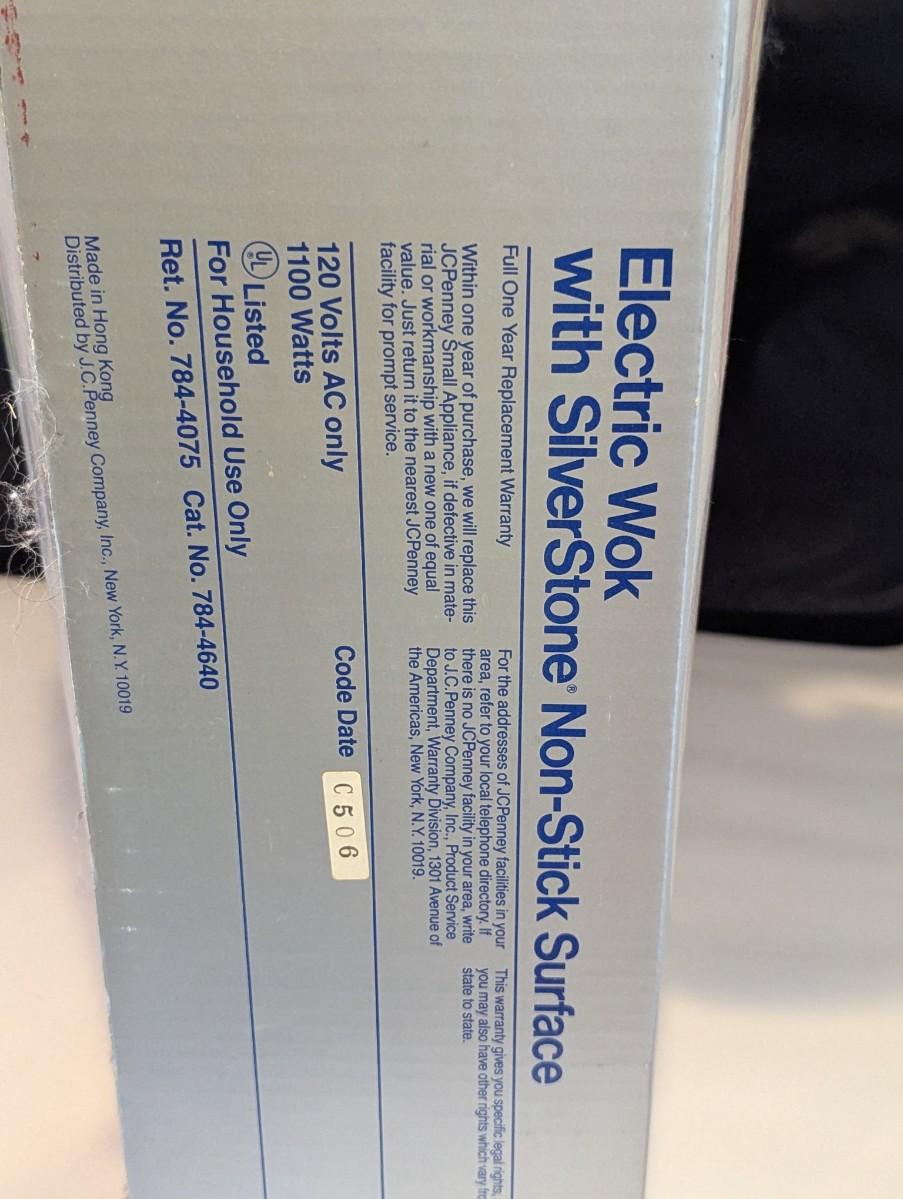 Electric Wok
with SilverStone® Non-Stick Surface
Full One Year Replacement Warranty
Within one year of purchase, we will replace this
JCPenney Small Appliance, if defective in mate-
rial or workmanship with a new one of equal
value. Just return it to the nearest JCPenney
facility for prompt service.
For the addresses of JCPenney facilities in your
area, refer to your local telephone directory. If
there is no JCPenney facility in your area, write
to J.C.Penney Company, Inc., Product Service
Department, Warranty Division, 1301 Avenue of
the Americas, New York, N.Y. 10019.
This warranty gives you specific legal rights,
you may also have other rights which vary
state to state.
120 Volts AC only
1100 Watts
UL Listed
Code Date C506
For Household Use Only
Ret. No. 784-4075 Cat. No. 784-4640
Made in Hong Kong
Distributed by J.C.Penney Company, Inc., New York, N.Y. 10019